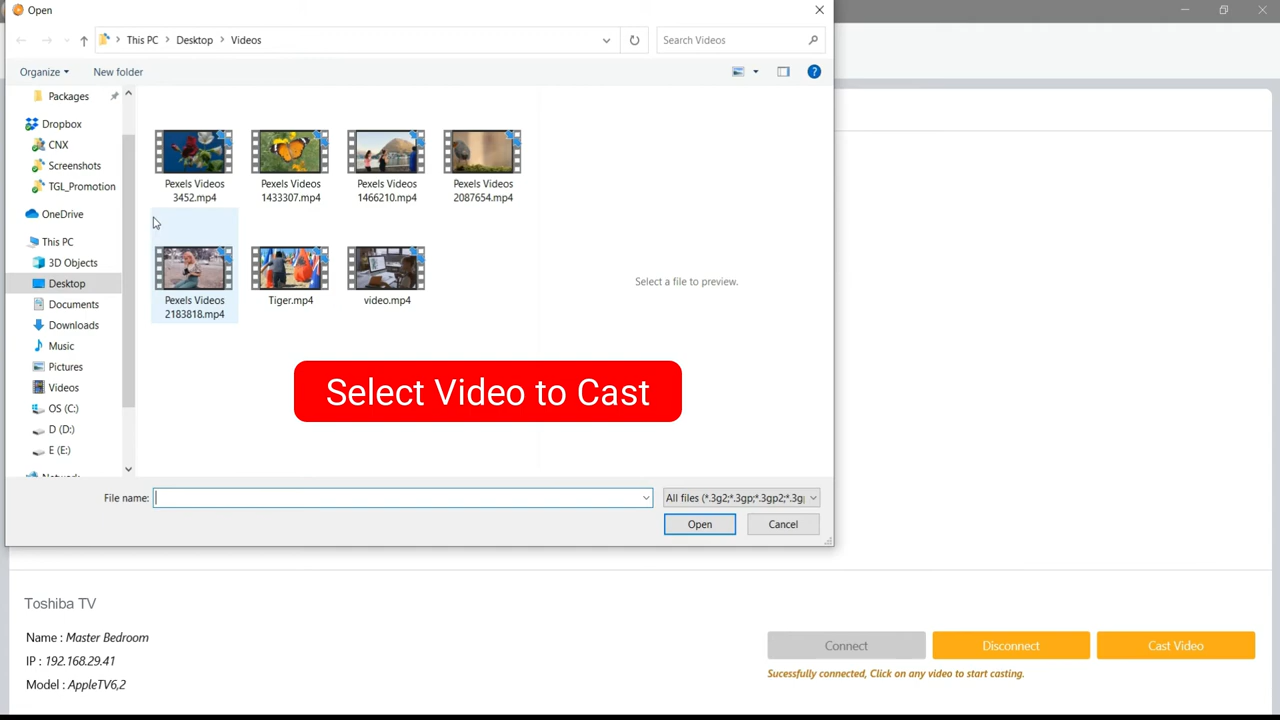 Open
This PC
Desktop
Videos
Search Videos
Organize
New folder
Packages
Dropbox
CNX
Screenshots
TGL_Promotion
OneDrive
This PC
3D Objects
Desktop
Documents
Downloads
Music
Pictures
Videos
OS (C:)
D (D:)
E (E:)
Pexels Videos
3452.mp4
Pexels Videos
1433307.mp4
Pexels Videos
1466210.mp4
Pexels Videos
2087654.mp4
Pexels Videos
2183818.mp4
Tiger.mp4
video.mp4
Select a file to preview.
Select Video to Cast
File name:
All files (*.3g2;*.3gp;*.3gp2;*.3g
Open
Cancel
Toshiba TV
Name : Master Bedroom
IP : 192.168.29.41
Model : AppleTV6,2
Connect
Disconnect
Cast Video
Sucessfully connected, Click on any video to start casting.